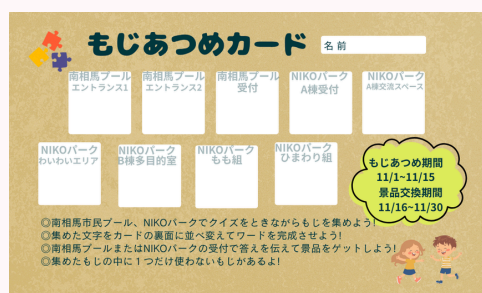 もじあつめカード
名前
南相馬プール
エントランス1
南相馬プール
エントランス2
南相馬プール
受付
NIKOパーク
A棟受付
NIKOパーク
A棟交流スペース
NIKOパーク
わいわいエリア
NIKOパーク
B棟多目的室
NIKOパーク
もも組
NIKOパーク
ひまわり組
もじあつめ期間
11/1~11/15
景品交換期間
11/16~11/30
◎南相馬市民プール、NIKOパークでクイズをときながらもじを集めよう!
◎集めた文字をカードの裏面に並べ変えてワードを完成させよう!
◎南相馬プールまたはNIKOパークの受付で答えを伝えて景品をゲットしよう!
◎集めたもじの中に1つだけ使わないもじがあるよ!